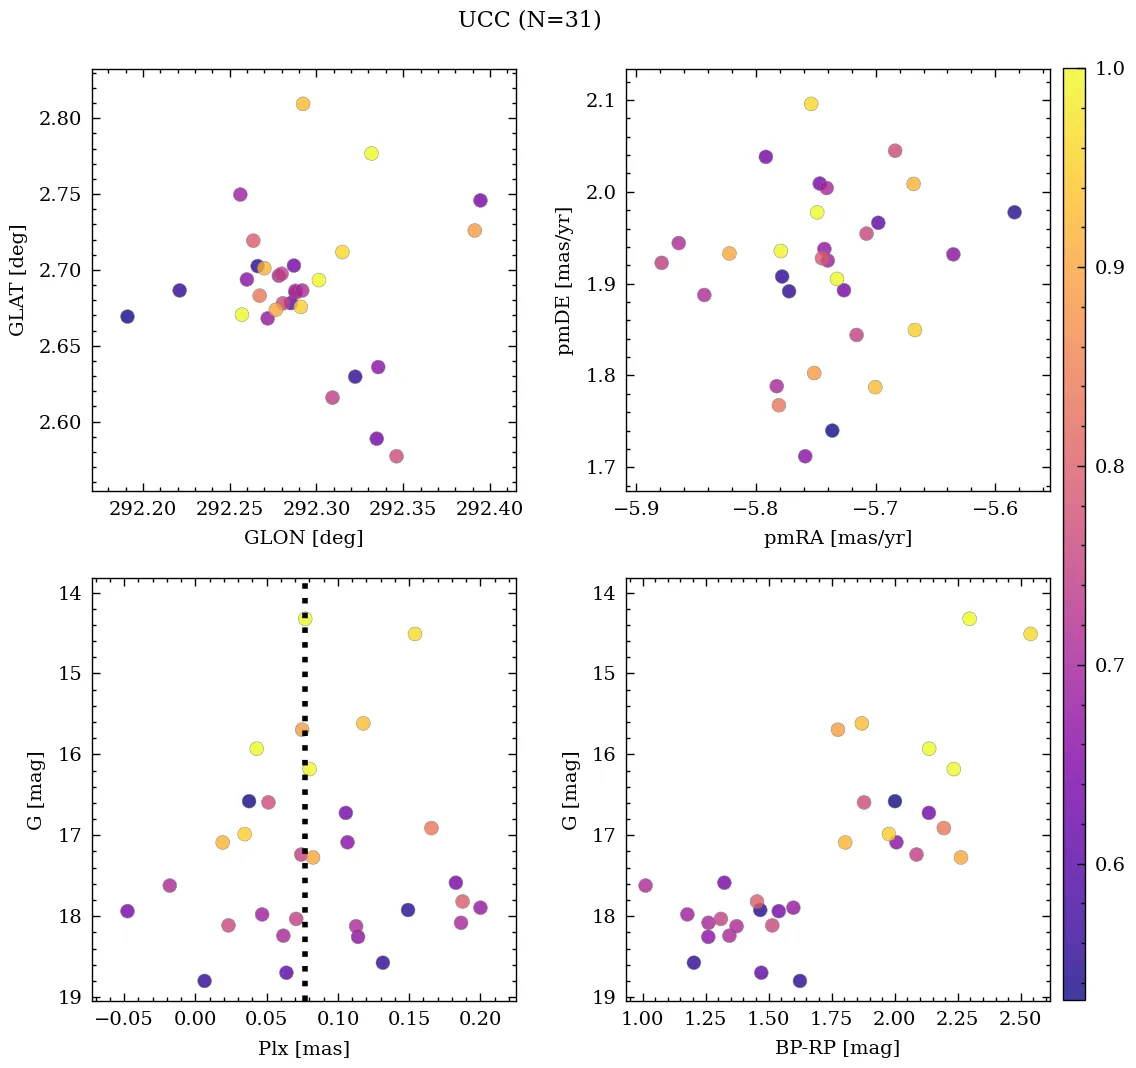 UCC (N=31)
2.80
2.75
2.70
2.65
2.60
GLAT [deg]
292.20 292.25 292.30 292.35 292.40
GLON [deg]
2.1
2.0
1.9
1.8
1.7
pmDE [mas/yr]
−5.9 −5.8 −5.7 −5.6
pmRA [mas/yr]
1.0
0.9
0.8
0.7
0.6
14
15
16
17
18
19
G [mag]
−0.05 0.00 0.05 0.10 0.15 0.20
Plx [mas]
14
15
16
17
18
19
G [mag]
1.00 1.25 1.50 1.75 2.00 2.25 2.50
BP-RP [mag]